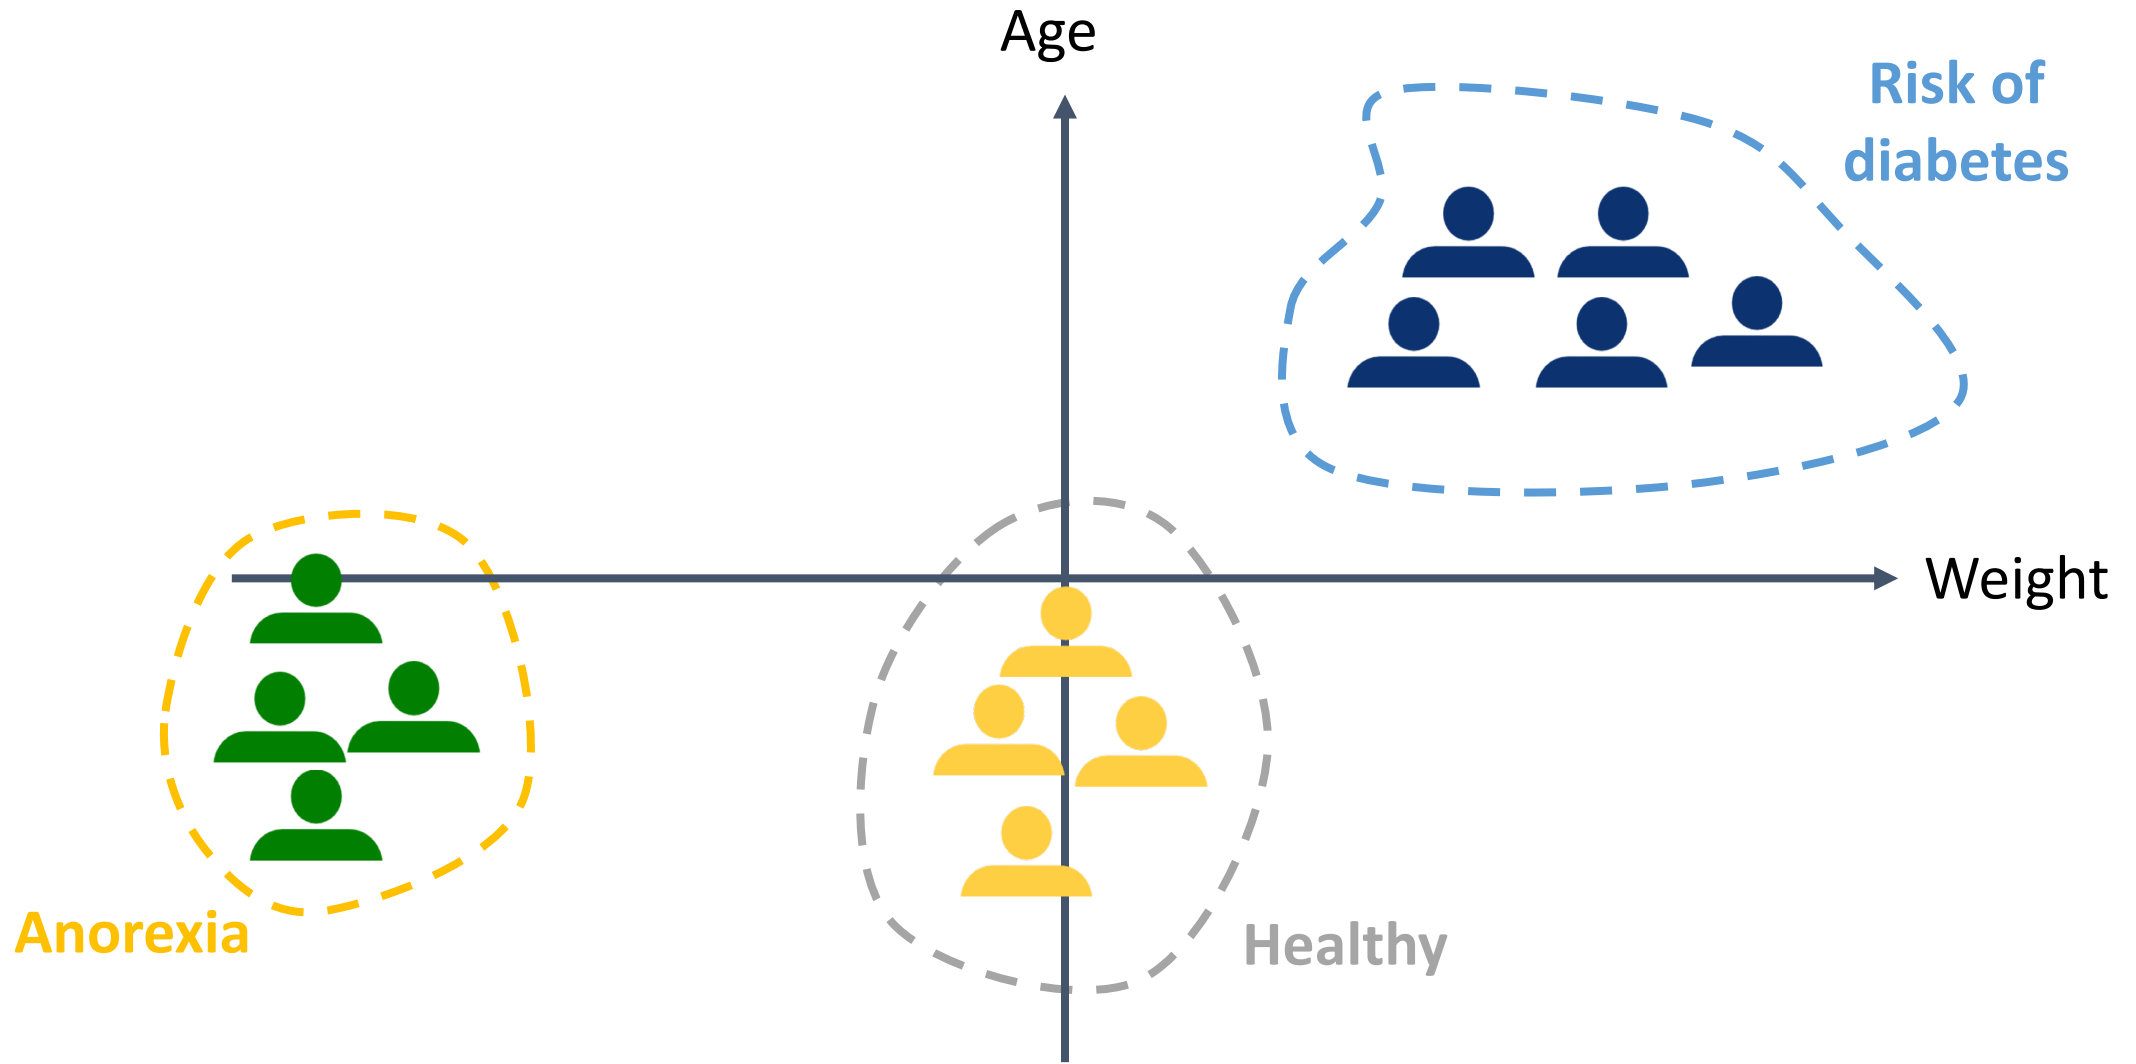 Age
Risk of
diabetes
Weight
Anorexia
Healthy